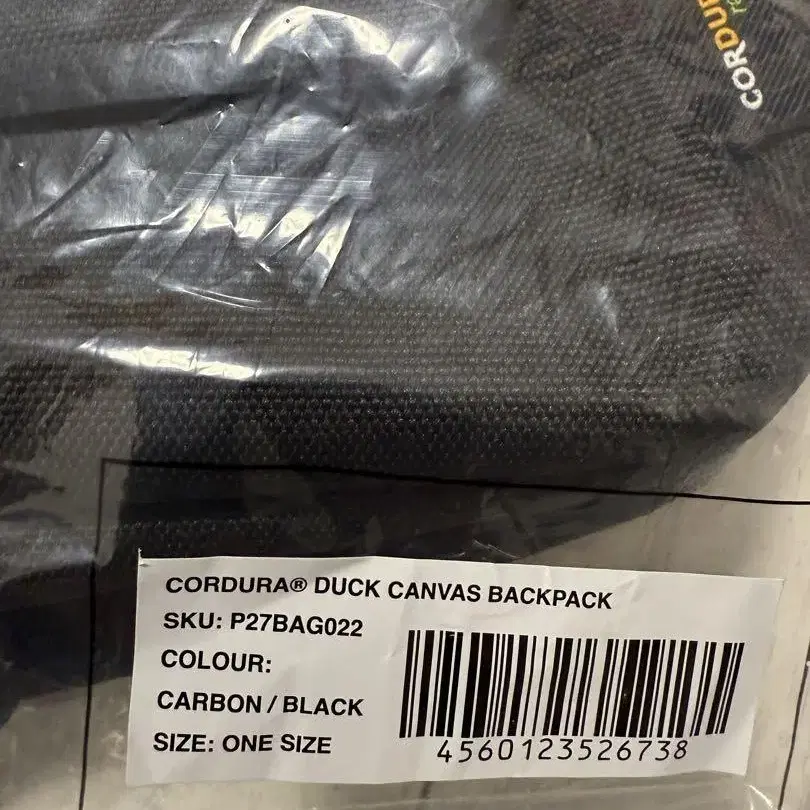 CORDURA® DUCK CANVAS BACKPACK
SKU: P27BAG022
COLOUR:
CARBON / BLACK
SIZE: ONE SIZE
4560123526738